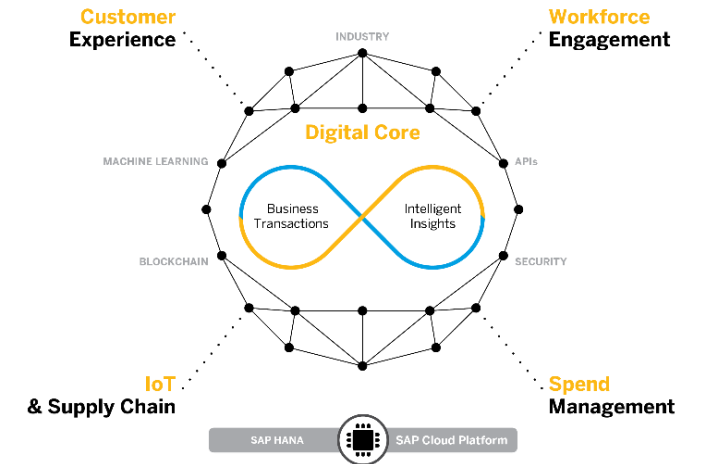 Customer
Experience
Workforce
Engagement
INDUSTRY
Digital Core
MACHINE LEARNING
APIs
Business
Transactions
Intelligent
Insights
BLOCKCHAIN
SECURITY
IoT
& Supply Chain
Spend
Management
SAP HANA
SAP Cloud Platform